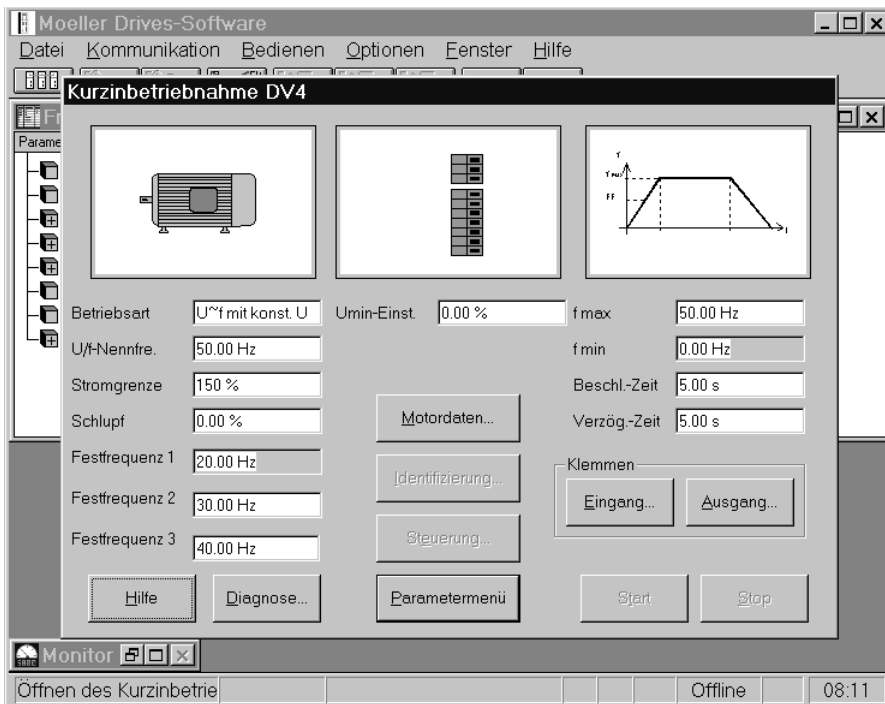 Moeller Drives-Software
Datei Kommunikation Bedienen Optionen Fenster Hilfe
Kurzinbetriebnahme DV4
Parame
Betriebsart U~f mit konst. U
U/f-Nennfre. 50.00 Hz
Stromgrenze 150 %
Schlupf 0.00 %
Festfrequenz 1 20.00 Hz
Festfrequenz 2 30.00 Hz
Festfrequenz 3 40.00 Hz
Umin-Einst. 0.00 %
Motordaten...
Identifizierung...
Steuerung...
f max 50.00 Hz
f min 0.00 Hz
Beschl.-Zeit 5.00 s
Verzög.-Zeit 5.00 s
Klemmen
Eingang... Ausgang...
Hilfe Diagnose... Parametermenü Start Stop
Monitor
Öffnen des Kurzinbetrie Offline 08:11